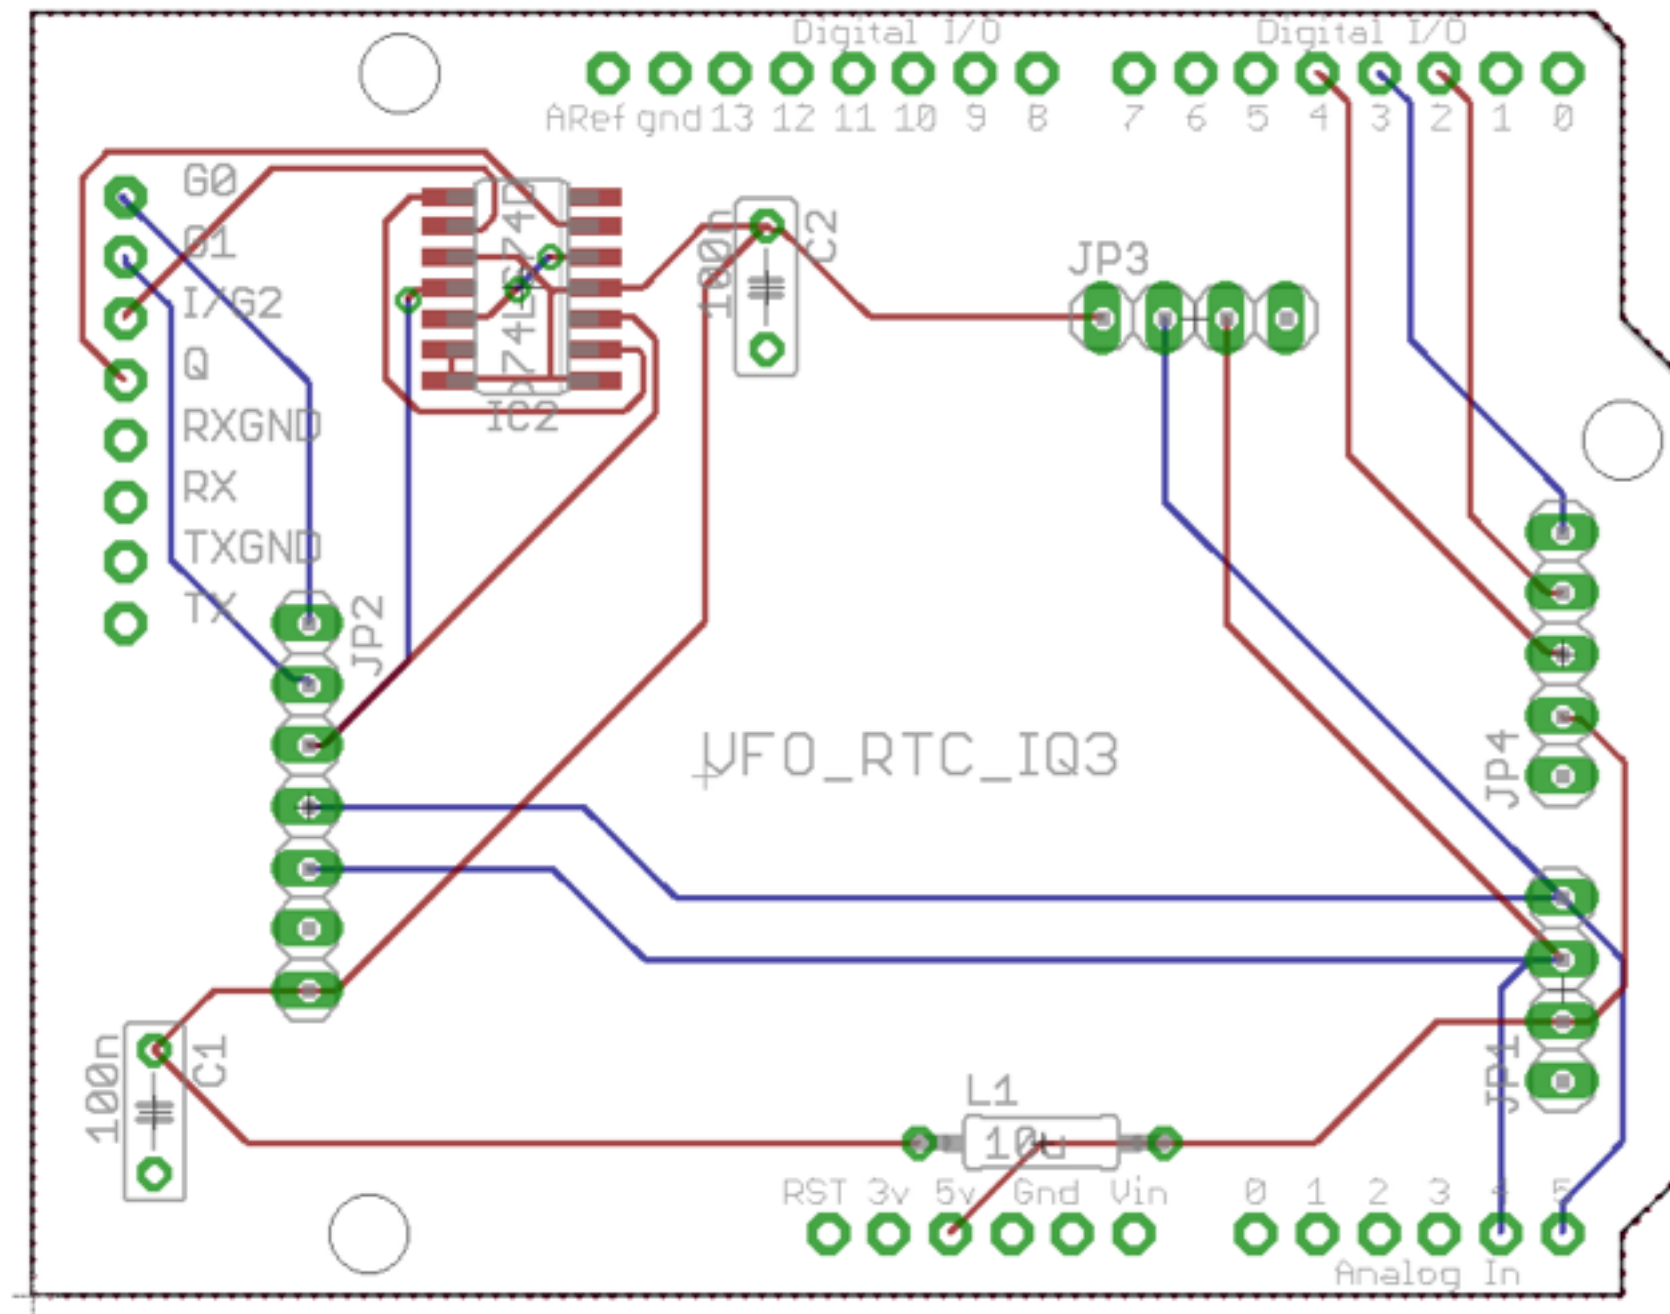 Digital I/O Digital I/O
ARef gnd 13 12 11 10 9 8 7 6 5 4 3 2 1 0
G0
G1
I/G2
Q
RXGND
RX
TXGND
TX
IC2
100n
C2
JP3
JP2
VFO_RTC_IQ3
JP4
100n
C1
L1
10u
JP1
RST 3v 5v Gnd Vin 0 1 2 3 4 5
Analog In